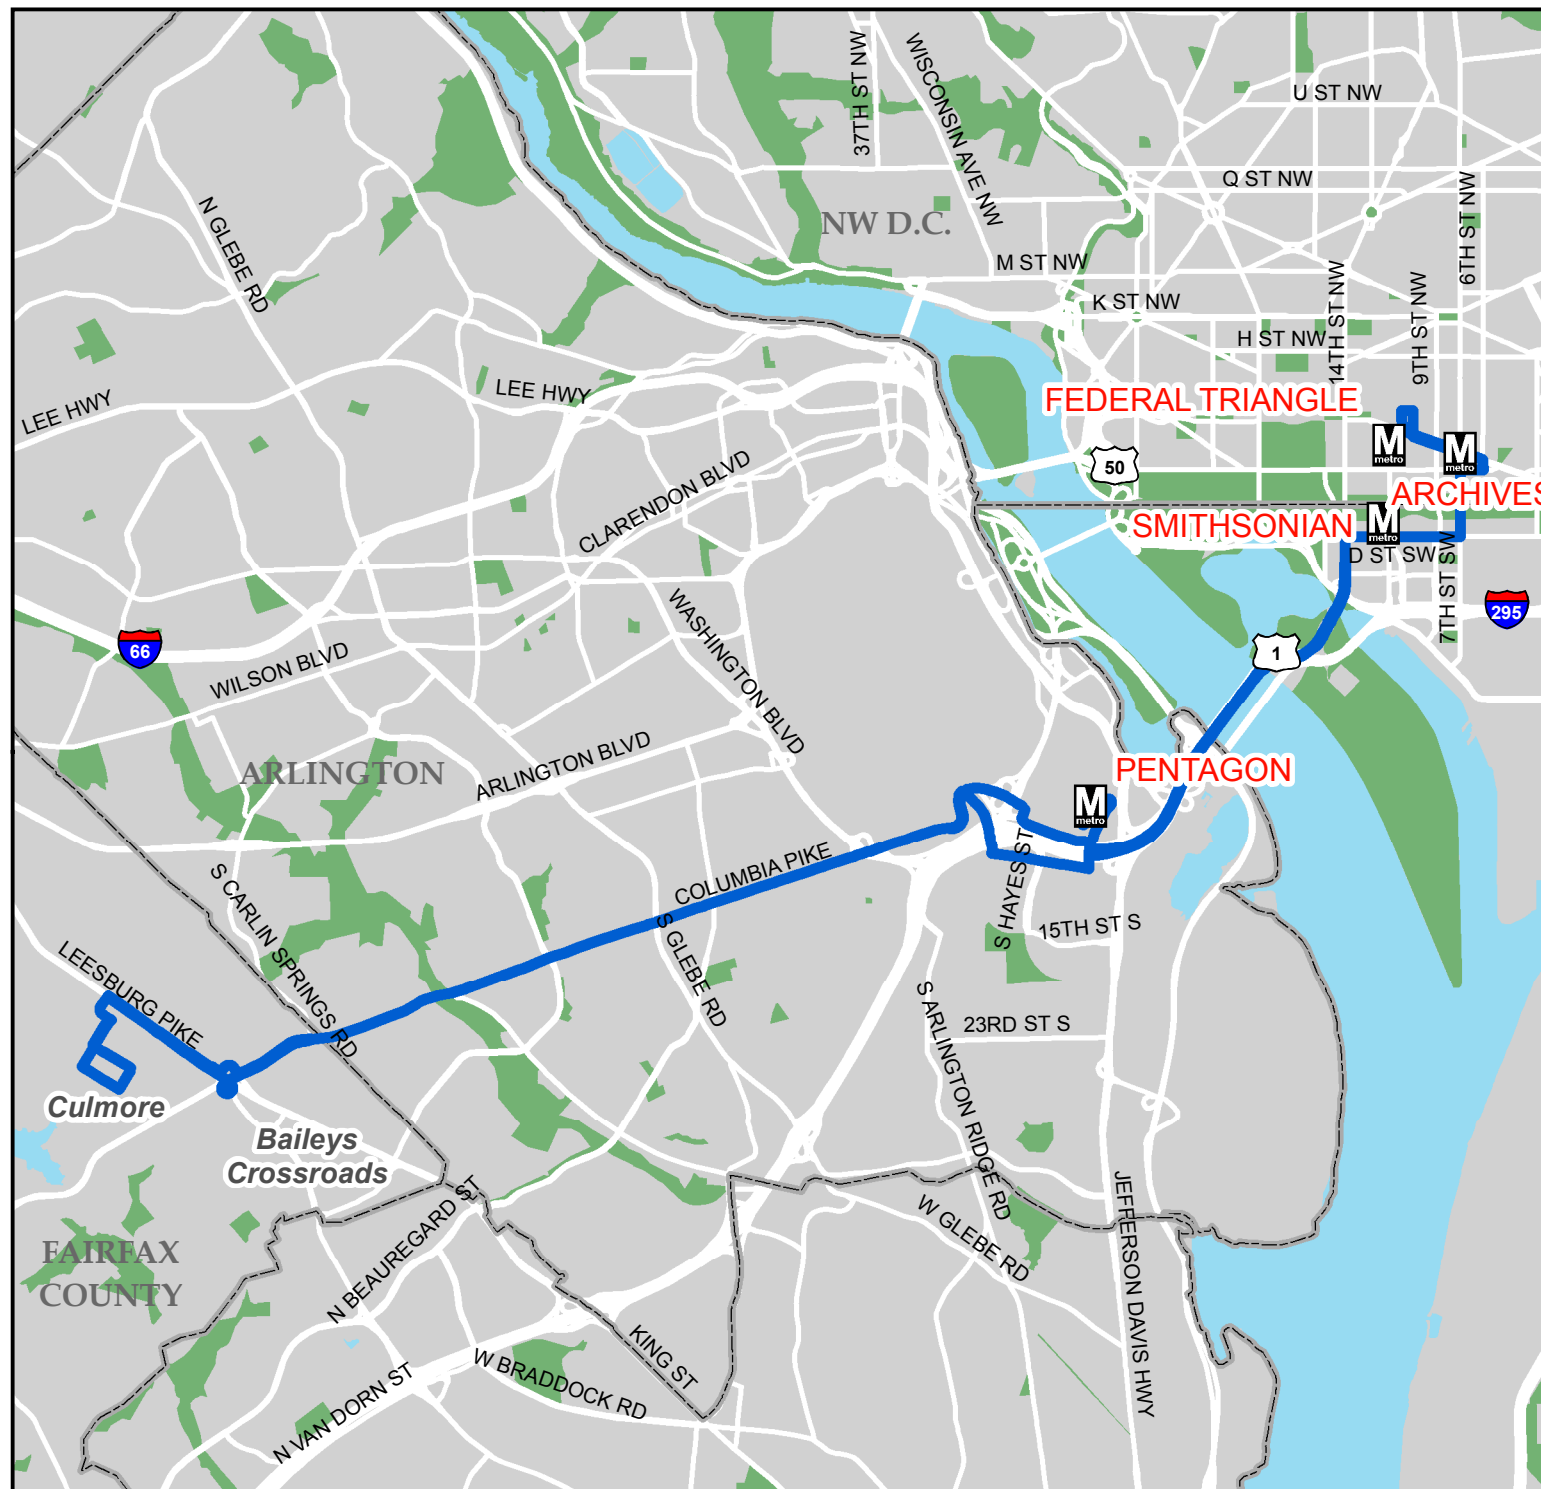 37TH ST NW
WISCONSIN AVE NW
U ST NW
Q ST NW
6TH ST NW
N GLEBE RD
NW D.C.
M ST NW
K ST NW
14TH ST NW
9TH ST NW
H ST NW
LEE HWY
LEE HWY
FEDERAL TRIANGLE
M
metro
M
metro
50
CLARENDON BLVD
ARCHIVES
SMITHSONIAN
M
metro
D ST SW
7TH ST SW
295
WASHINGTON BLVD
66
WILSON BLVD
1
ARLINGTON
ARLINGTON BLVD
PENTAGON
M
metro
COLUMBIA PIKE
S HAYES ST
S CARLIN SPRINGS RD
S GLEBE RD
15TH ST S
LEESBURG PIKE
23RD ST S
S ARLINGTON RIDGE RD
Culmore
Baileys
Crossroads
FAIRFAX
COUNTY
N BEAUREGARD ST
W GLEBE RD
JEFFERSON DAVIS HWY
KING ST
W BRADDOCK RD
N VAN DORN ST